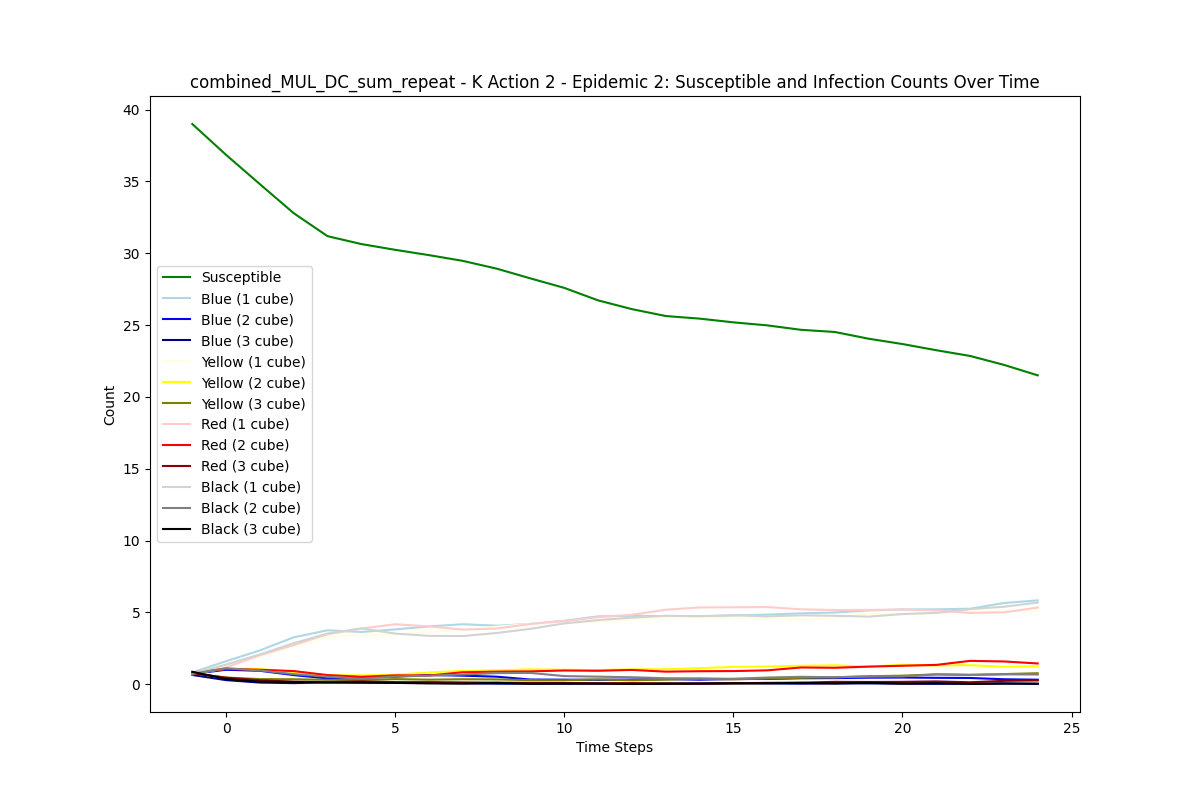 combined_MUL_DC_sum_repeat - K Action 2 - Epidemic 2: Susceptible and Infection Counts Over Time
40
35
30
25
20
15
10
5
0
Count
Susceptible
Blue (1 cube)
Blue (2 cube)
Blue (3 cube)
Yellow (1 cube)
Yellow (2 cube)
Yellow (3 cube)
Red (1 cube)
Red (2 cube)
Red (3 cube)
Black (1 cube)
Black (2 cube)
Black (3 cube)
0 5 10 15 20 25
Time Steps